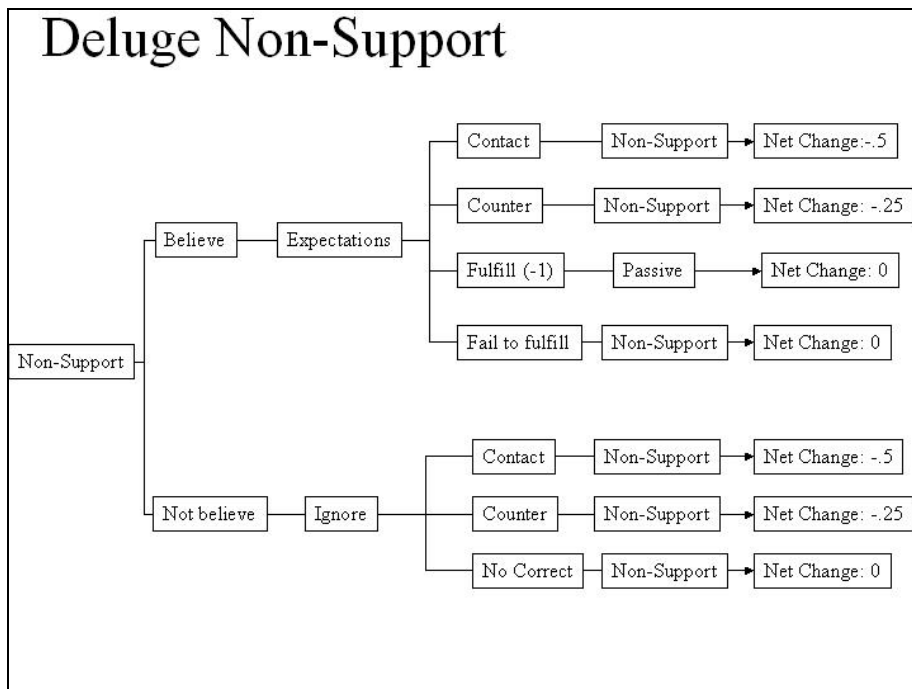 Deluge Non-Support
Contact Non-Support Net Change:-.5
Counter Non-Support Net Change: -.25
Believe Expectations
Fulfill (-1) Passive Net Change: 0
Fail to fulfill Non-Support Net Change: 0
Non-Support
Contact Non-Support Net Change: -.5
Not believe Ignore Counter Non-Support Net Change: -.25
No Correct Non-Support Net Change: 0